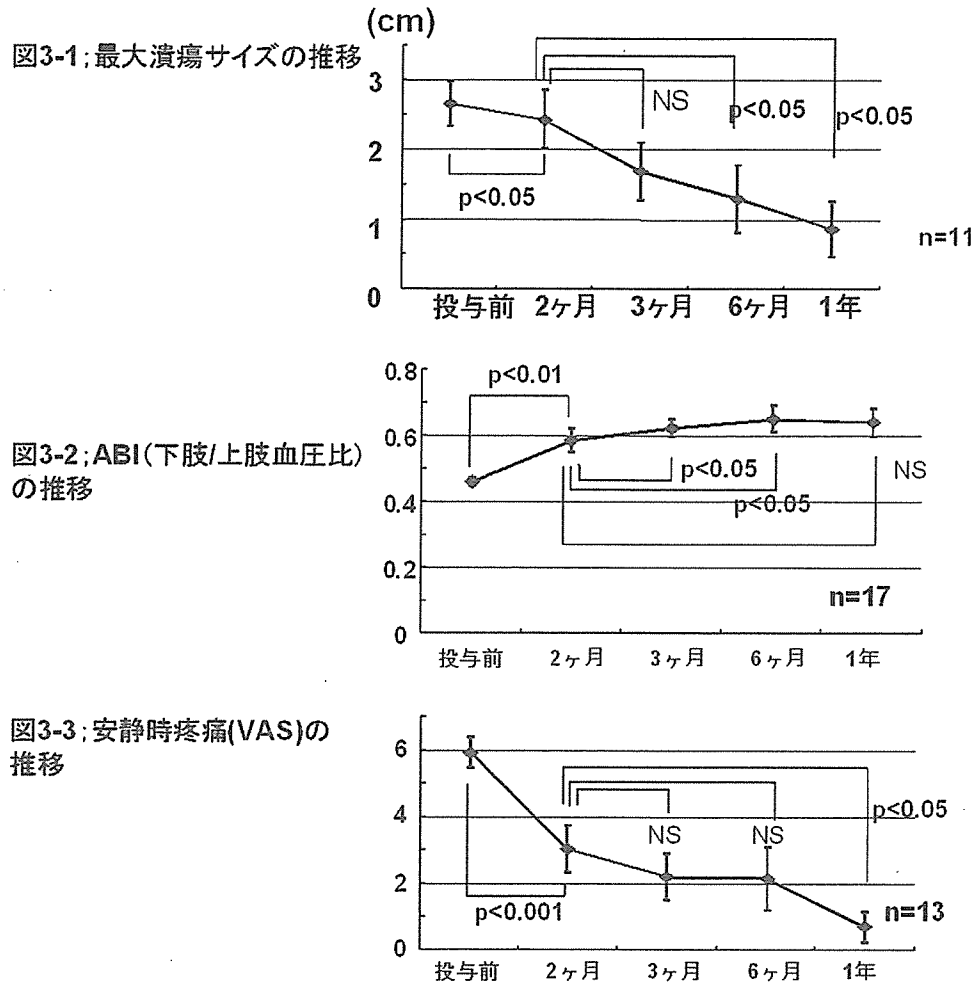 図3-1;最大潰瘍サイズの推移
(cm)
3
2
1
0
NS
p<0.05
p<0.05
p<0.05
n=11
投与前 2ヶ月 3ヶ月 6ヶ月 1年
図3-2;ABI(下肢/上肢血圧比)
の推移
0.8
0.6
0.4
0.2
0
p<0.01
p<0.05
p<0.05
NS
n=17
投与前 2ヶ月 3ヶ月 6ヶ月 1年
図3-3;安静時疼痛(VAS)の
推移
6
4
2
0
p<0.001
NS
NS
p<0.05
n=13
投与前 2ヶ月 3ヶ月 6ヶ月 1年